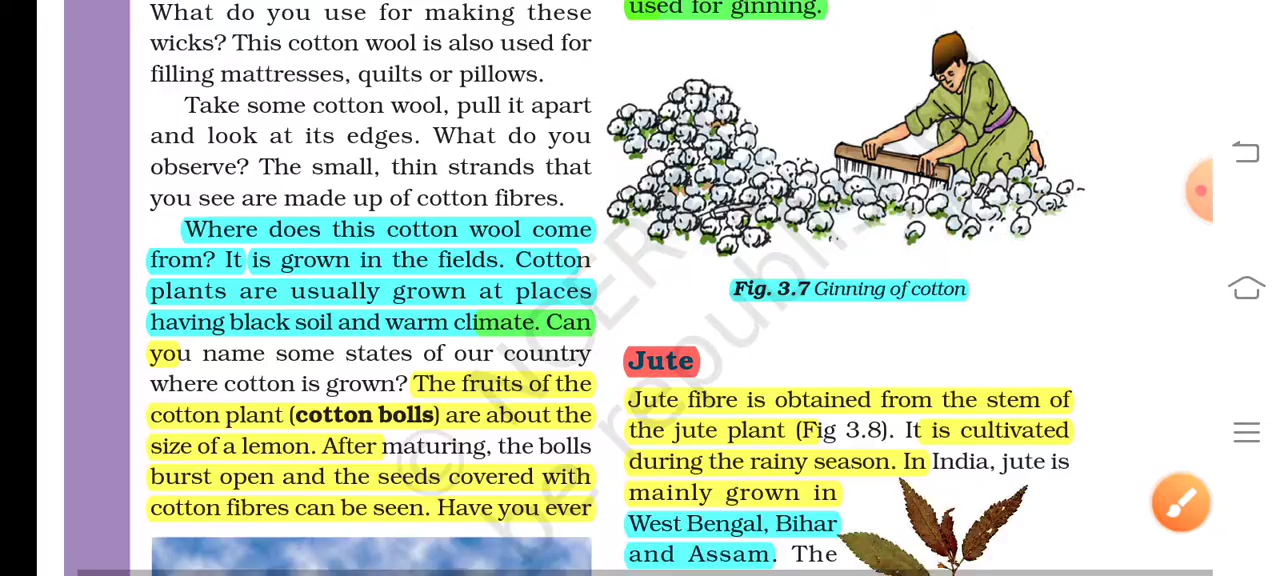 What do you use for making these
wicks? This cotton wool is also used for
filling mattresses, quilts or pillows.
Take some cotton wool, pull it apart
and look at its edges. What do you
observe? The small, thin strands that
you see are made up of cotton fibres.
Where does this cotton wool come
from? It is grown in the fields. Cotton
plants are usually grown at places
having black soil and warm climate. Can
you name some states of our country
where cotton is grown? The fruits of the
cotton plant (cotton bolls) are about the
size of a lemon. After maturing, the bolls
burst open and the seeds covered with
cotton fibres can be seen. Have you ever
used for ginning.
Fig. 3.7 Ginning of cotton
Jute
Jute fibre is obtained from the stem of
the jute plant (Fig 3.8). It is cultivated
during the rainy season. In India, jute is
mainly grown in
West Bengal, Bihar
and Assam. The
© NCERT
be republi